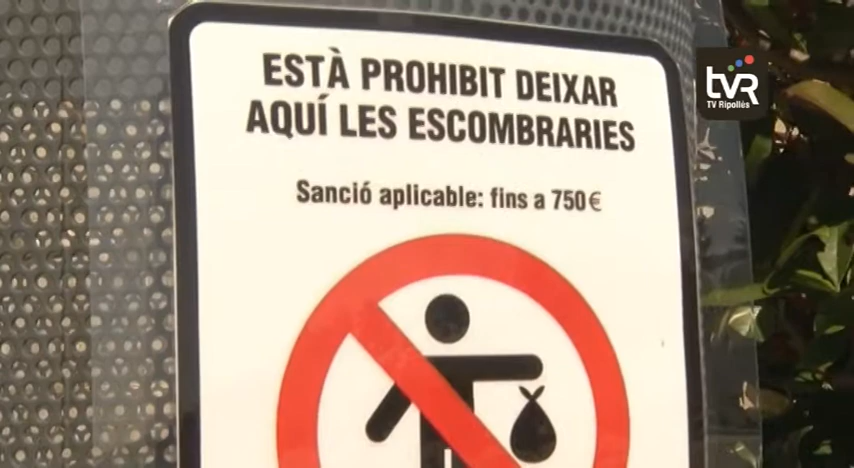 ESTÀ PROHIBIT DEIXAR
AQUÍ LES ESCOMBRARIES
Sanció aplicable: fins a 750€
tvR
TV Ripollès